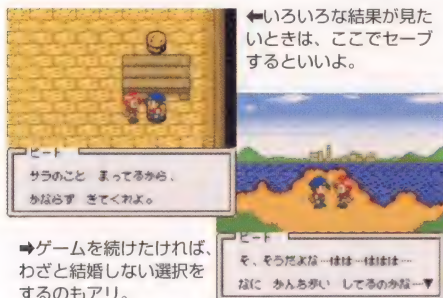 ←いろいろな結果が見た
いときは、ここでセーブ
するといいよ。
ピート
サラのこと まってるから、
かならず きてくれよ。
➡ゲームを続けたければ、
わざと結婚しない選択を
するのもアリ。
ピート
そ、そうだよな…はは…ははは…
なに かんちがい してるのかな…▼